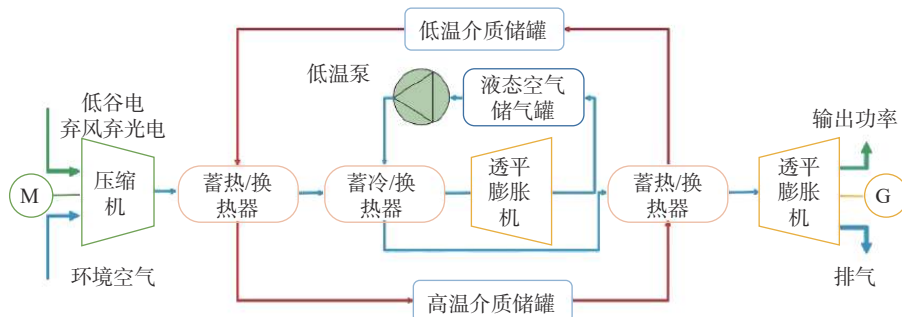 低温介质储罐
低温泵
液态空气
储气罐
低谷电
弃风弃光电
输出功率
M
压缩
机
蓄热/换
热器
蓄冷/换
热器
透平
膨胀
机
蓄热/换
热器
透平
膨胀
机
G
环境空气
高温介质储罐
排气